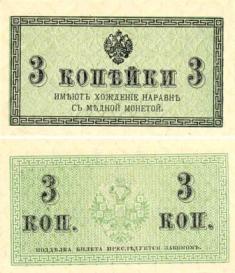 3 КОПѢЙКИ 3
ИМѢЮТЪ ХОЖДЕНІЕ НАРАВНѢ
СЪ МѢДНОЙ МОНЕТОЙ.
3 3
КОП. КОП.
ПОДДѢЛКА БИЛЕТА ПРЕСЛѢДУЕТСЯ ЗАКОНОМЪ.